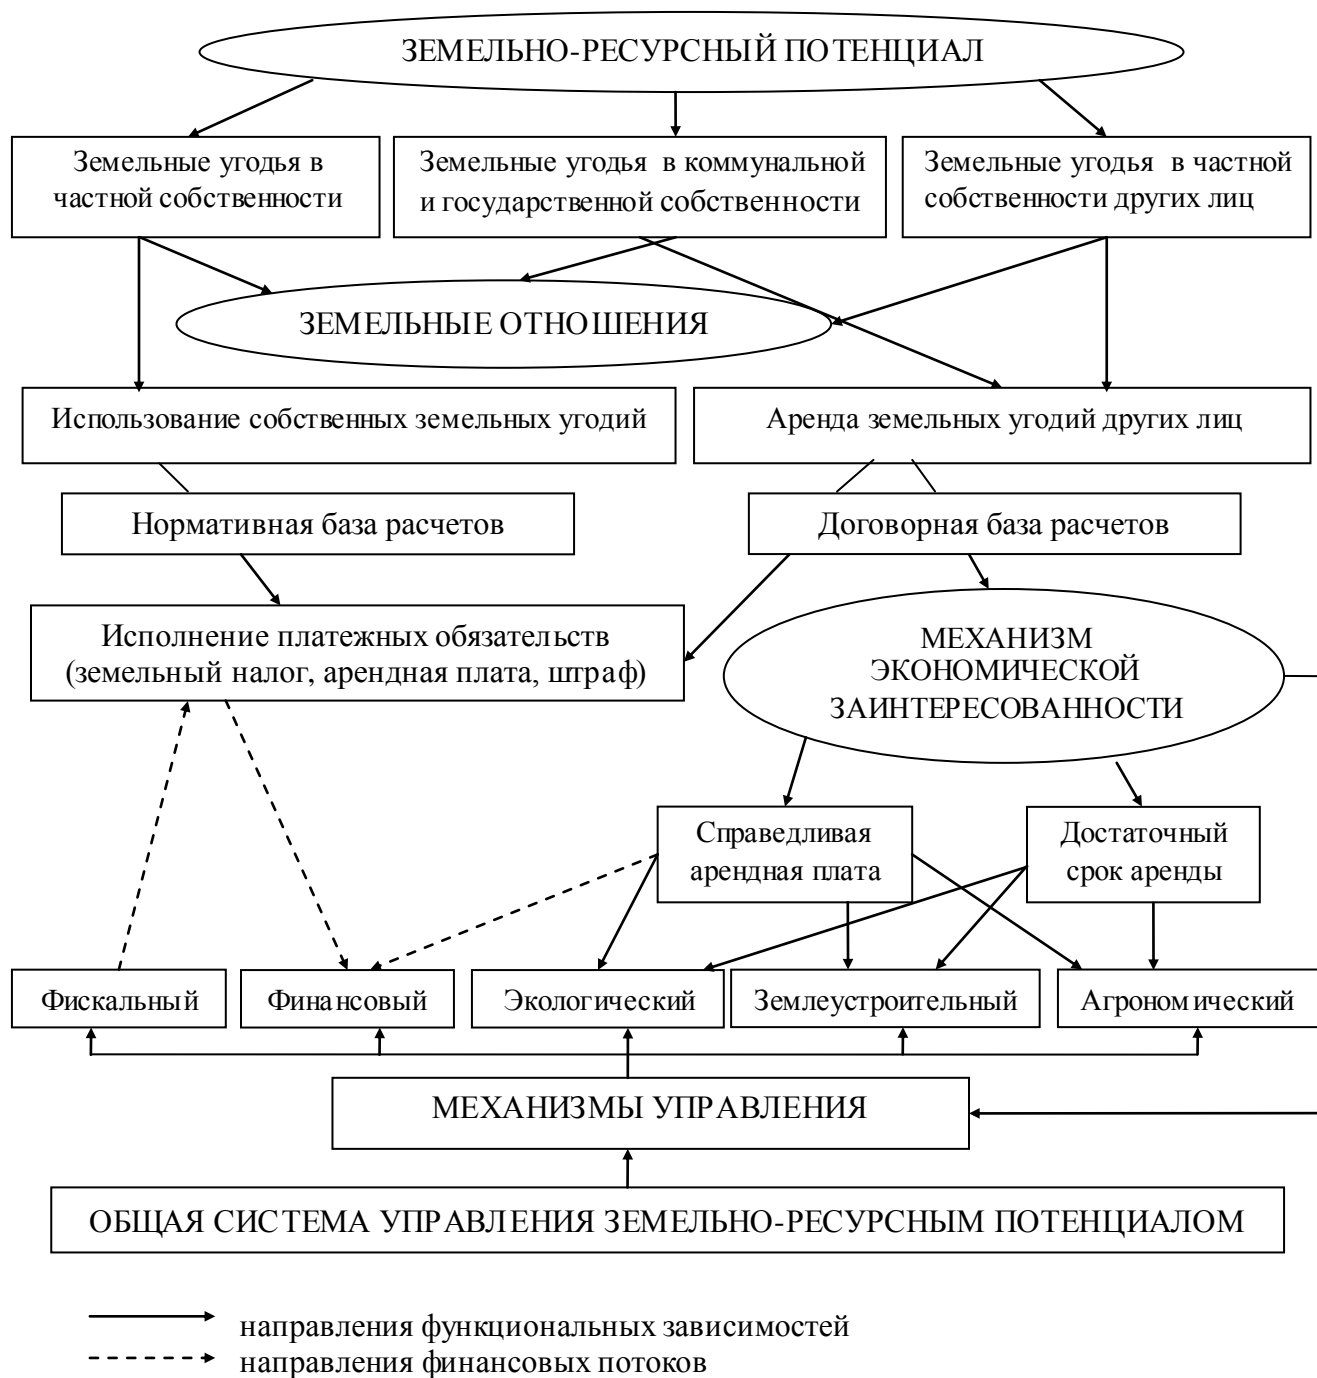 ЗЕМЕЛЬНО-РЕСУРСНЫЙ ПОТЕНЦИАЛ
Земельные угодья в
частной собственности
Земельные угодья в коммунальной
и государственной собственности
Земельные угодья в частной
собственности других лиц
ЗЕМЕЛЬНЫЕ ОТНОШЕНИЯ
Использование собственных земельных угодий
Аренда земельных угодий других лиц
Нормативная база расчетов
Договорная база расчетов
Исполнение платежных обязательств
(земельный налог, арендная плата, штраф)
МЕХАНИЗМ
ЭКОНОМИЧЕСКОЙ
ЗАИНТЕРЕСОВАННОСТИ
Справедливая
арендная плата
Достаточный
срок аренды
Фискальный
Финансовый
Экологический
Землеустроительный
Агрономический
МЕХАНИЗМЫ УПРАВЛЕНИЯ
ОБЩАЯ СИСТЕМА УПРАВЛЕНИЯ ЗЕМЕЛЬНО-РЕСУРСНЫМ ПОТЕНЦИАЛОМ
направления функциональных зависимостей
направления финансовых потоков